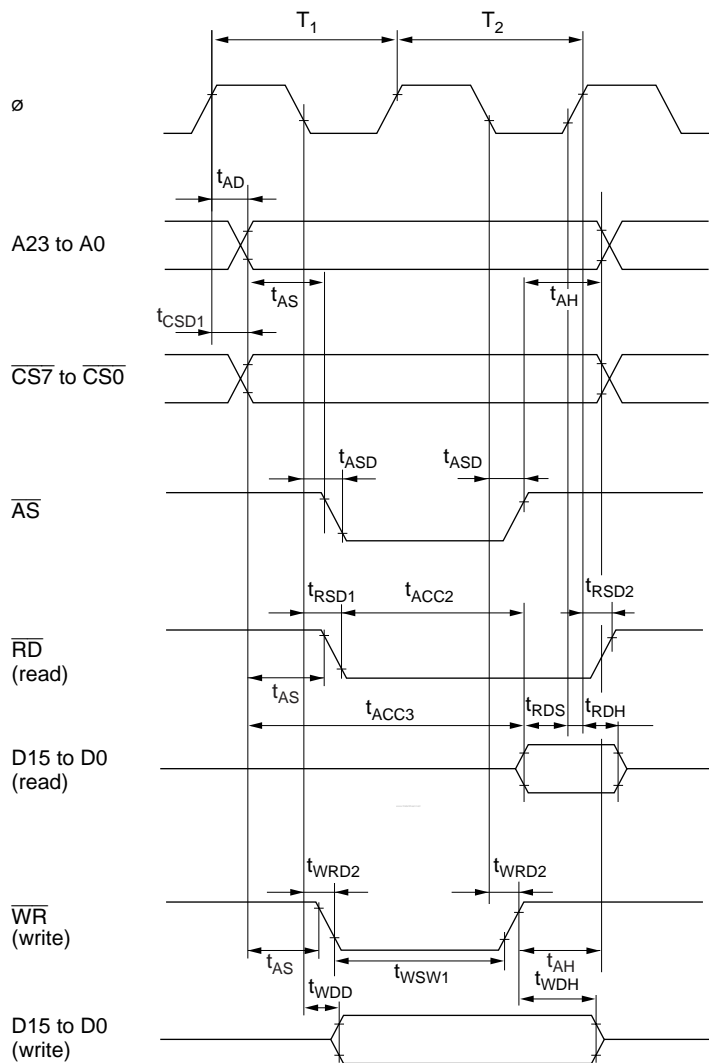 T1 T2
ø
tAD
A23 to A0
tAS tAH
tCSD1
CS7 to CS0
tASD tASD
AS
tRSD1 tACC2 tRSD2
RD
(read)
tAS
tACC3 tRDS tRDH
D15 to D0
(read)
tWRD2 tWRD2
WR
(write)
tAS tWSW1 tAH
tWDD tWDH
D15 to D0
(write)